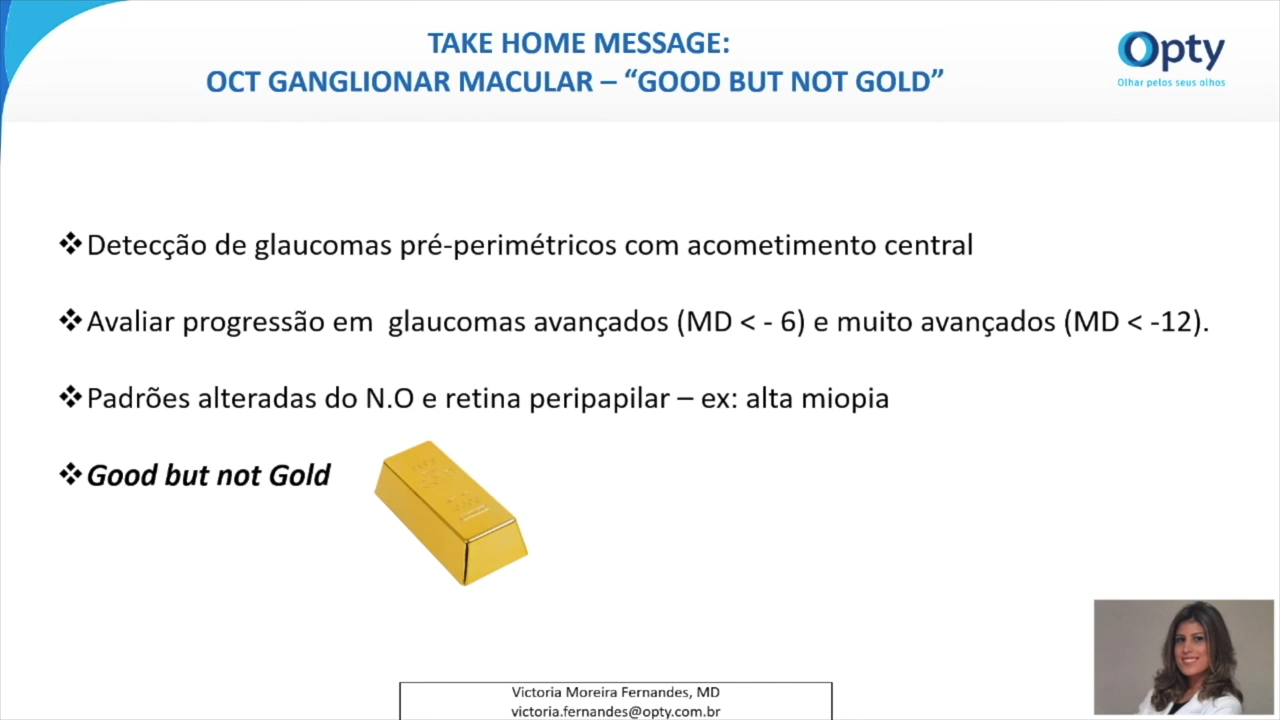 TAKE HOME MESSAGE:
OCT GANGLIONAR MACULAR – “GOOD BUT NOT GOLD”
Opty
Olhar pelos seus olhos
❖Detecção de glaucomas pré-perimétricos com acometimento central
❖Avaliar progressão em  glaucomas avançados (MD < - 6) e muito avançados (MD < -12).
❖Padrões alteradas do N.O e retina peripapilar – ex: alta miopia
❖Good but not Gold
Victoria Moreira Fernandes, MD
victoria.fernandes@opty.com.br